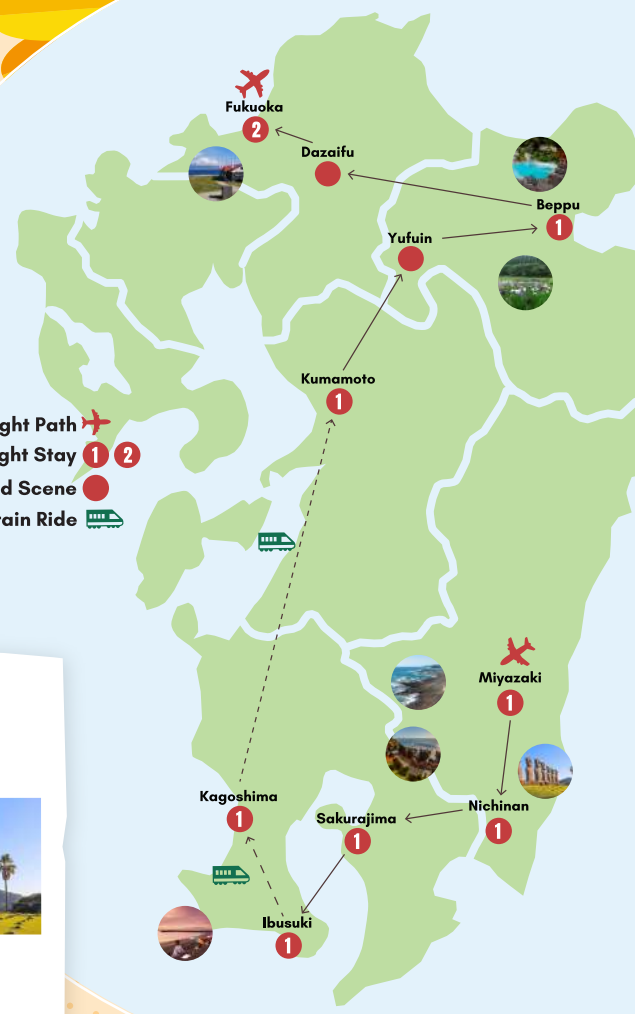 Fukuoka
2
Dazaifu
Beppu
1
Yufuin
Kumamoto
1
ght Path
ght Stay 1 2
d Scene
ain Ride
Miyazaki
1
Kagoshima
1
Sakurajima
1
Nichinan
1
Ibusuki
1